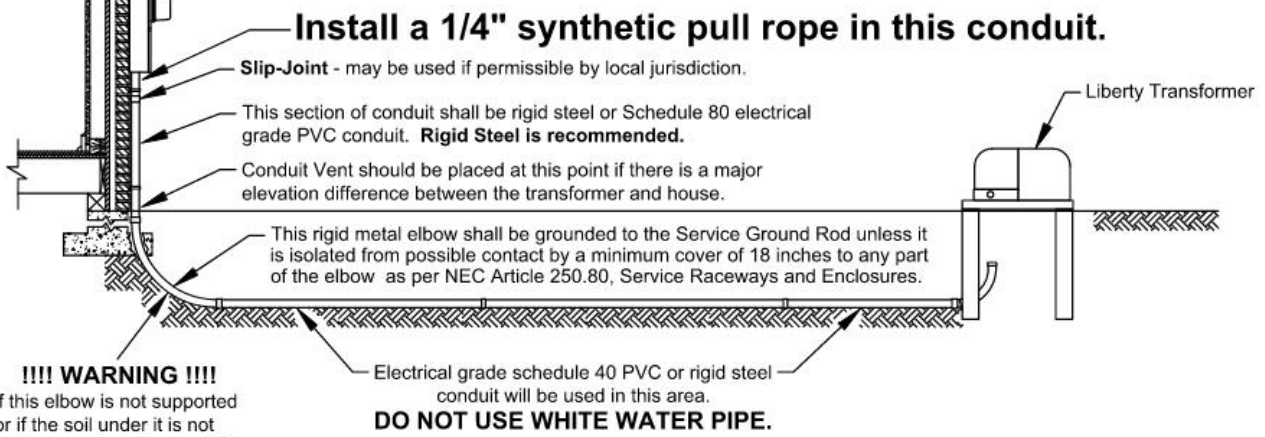 Install a 1/4" synthetic pull rope in this conduit.
Slip-Joint - may be used if permissible by local jurisdiction.
Liberty Transformer
This section of conduit shall be rigid steel or Schedule 80 electrical
grade PVC conduit. Rigid Steel is recommended.
Conduit Vent should be placed at this point if there is a major
elevation difference between the transformer and house.
This rigid metal elbow shall be grounded to the Service Ground Rod unless it
is isolated from possible contact by a minimum cover of 18 inches to any part
of the elbow as per NEC Article 250.80, Service Raceways and Enclosures.
!!!! WARNING !!!!
f this elbow is not supported
or if the soil under it is not
Electrical grade schedule 40 PVC or rigid steel
conduit will be used in this area.
DO NOT USE WHITE WATER PIPE.